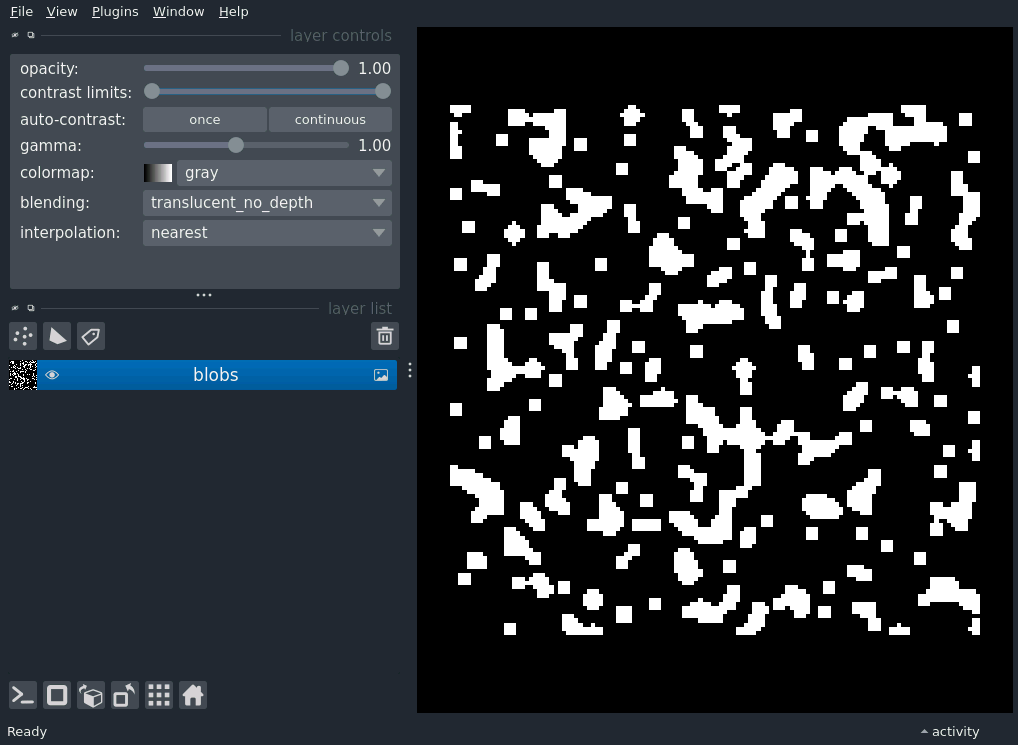 File View Plugins Window Help
layer controls
opacity: 1.00
contrast limits:
auto-contrast: once continuous
gamma: 1.00
colormap: gray
blending: translucent_no_depth
interpolation: nearest
layer list
blobs
Ready activity